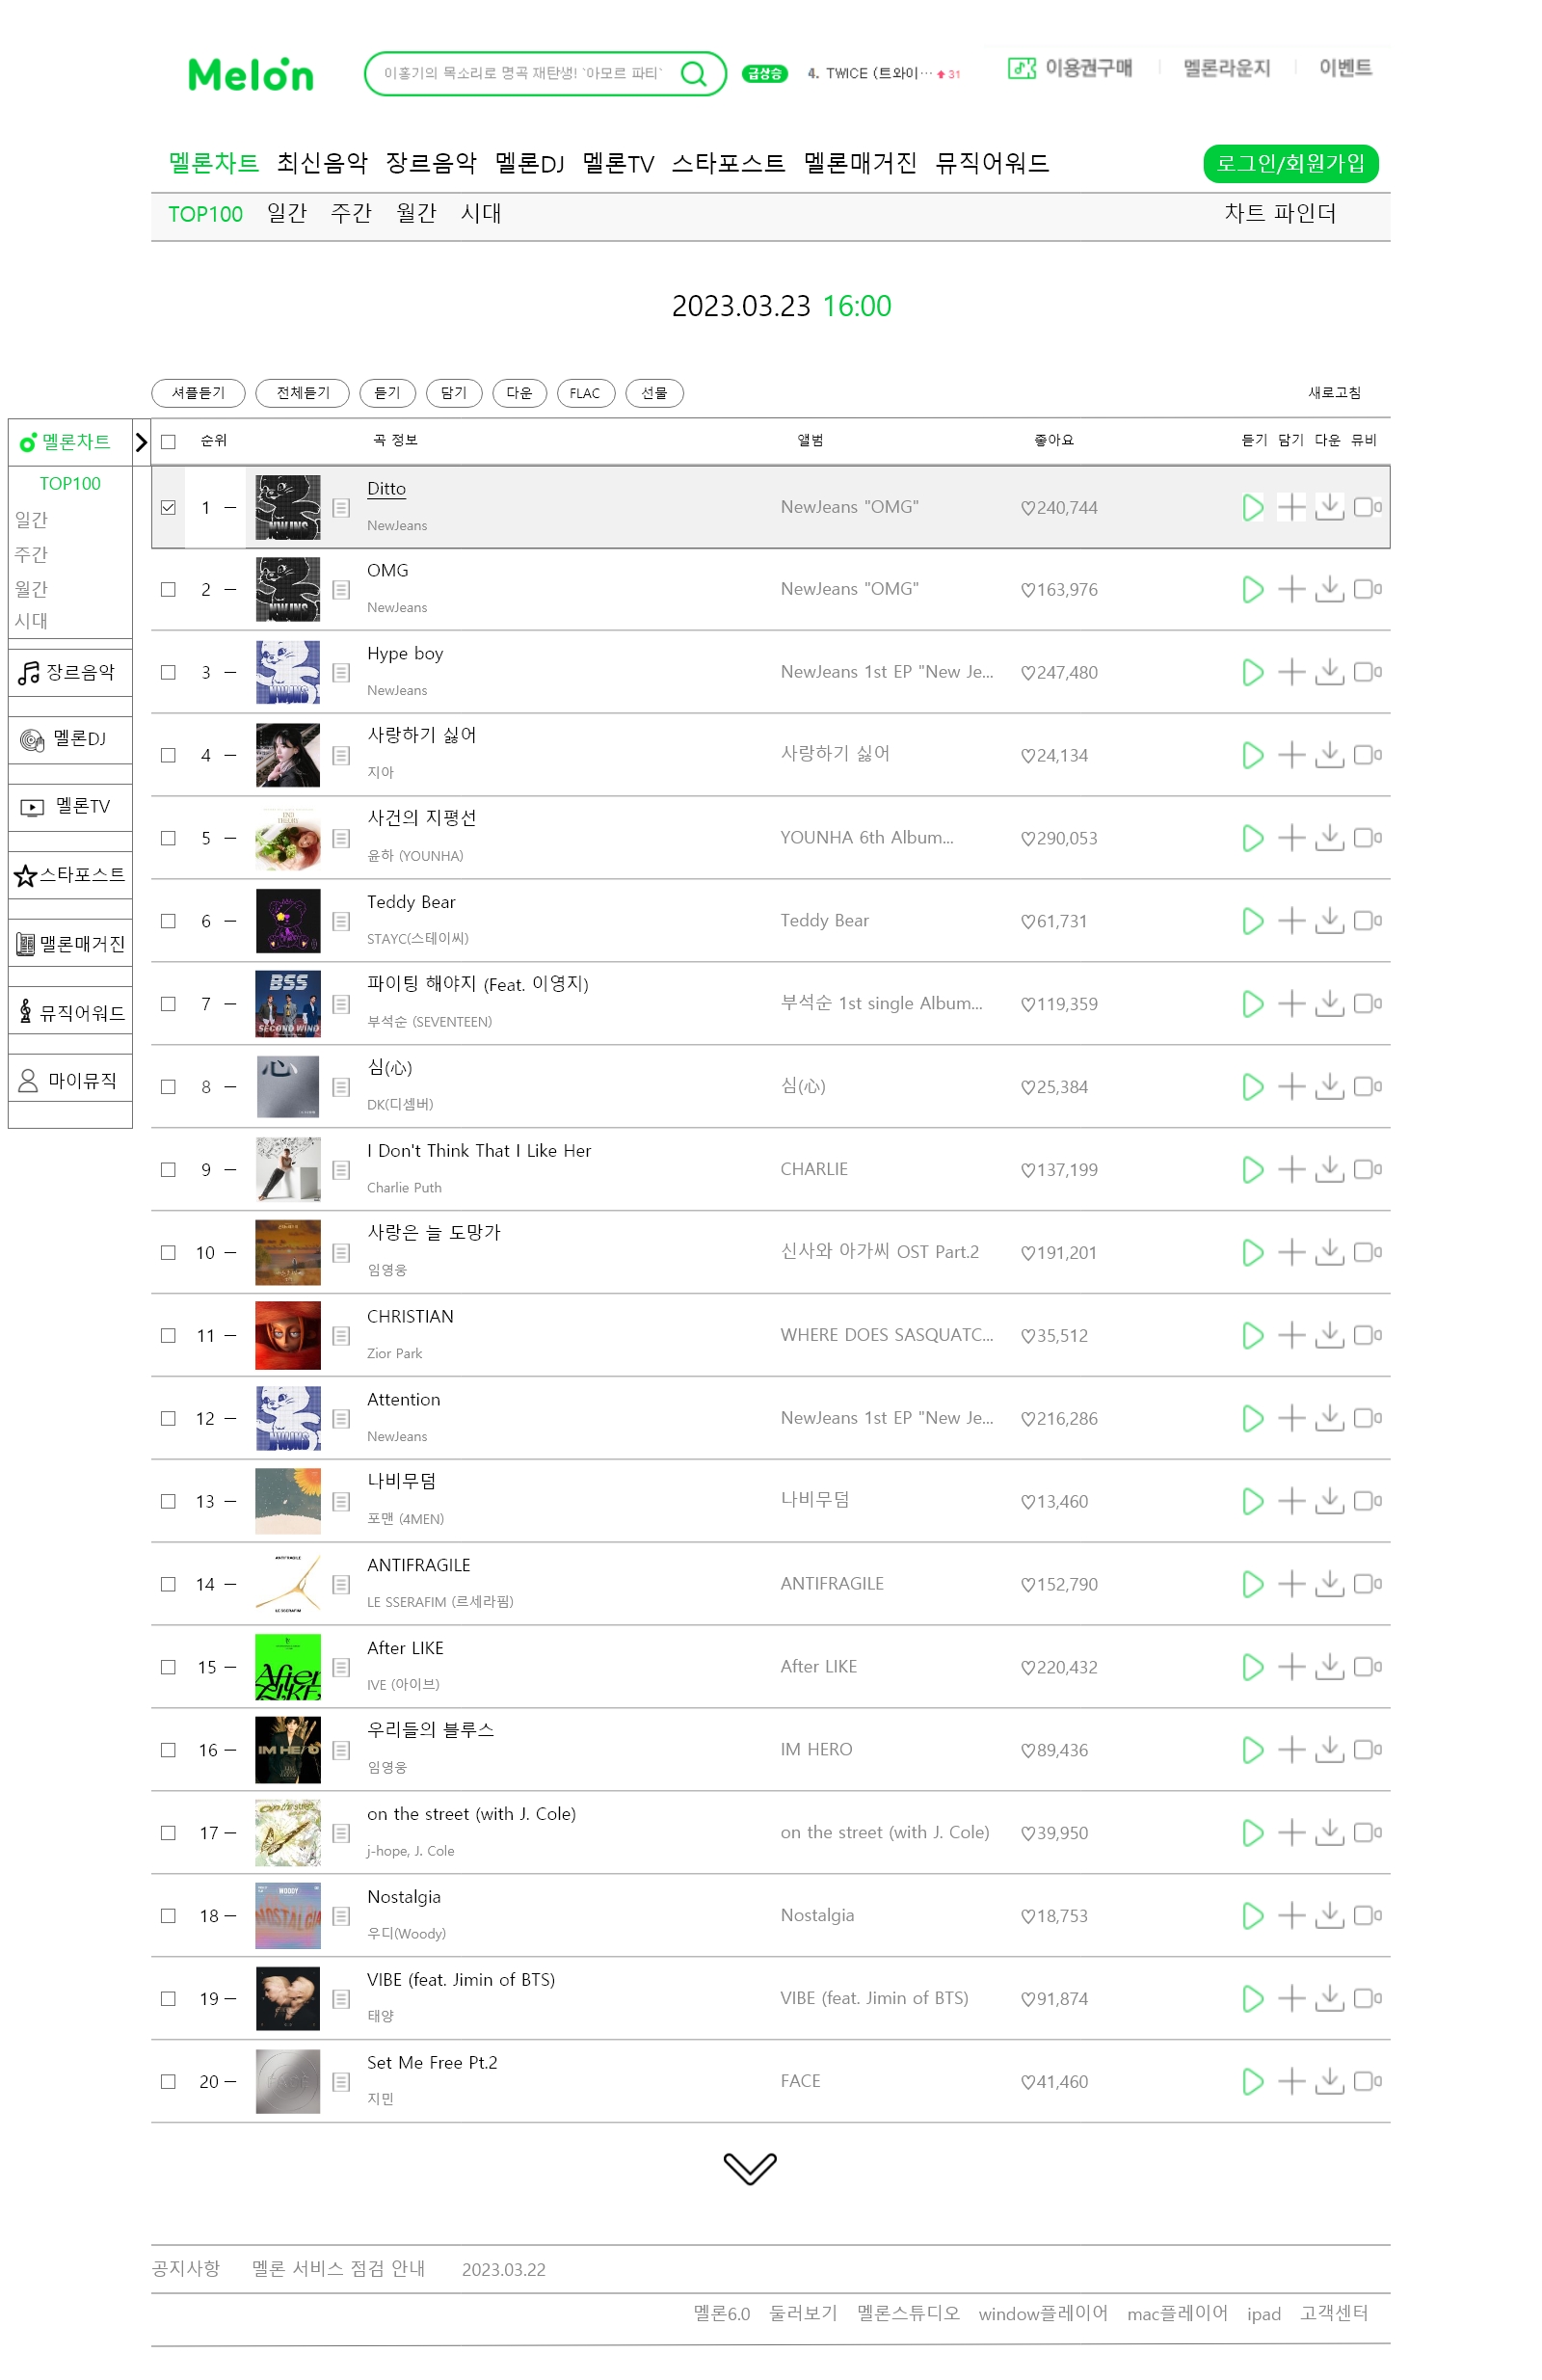 Melon
이홍기의 목소리로 명곡 재탄생! `아모르 파티`
급상승 4. TWICE (트와이… 31
이용권구매 멜론라운지 이벤트
멜론차트 최신음악 장르음악 멜론DJ 멜론TV 스타포스트 멜론매거진 뮤직어워드 로그인/회원가입
TOP100 일간 주간 월간 시대 차트 파인더
2023.03.23 16:00
셔플듣기 전체듣기 듣기 담기 다운 FLAC 선물 새로고침
멜론차트
TOP100
일간
주간
월간
시대
장르음악
멜론DJ
멜론TV
스타포스트
맬론매거진
뮤직어워드
마이뮤직
순위 곡 정보 앨범 좋아요 듣기 담기 다운 뮤비
1 Ditto NewJeans "OMG" 240,744
NewJeans
2 OMG NewJeans "OMG" 163,976
NewJeans
3 Hype boy NewJeans 1st EP "New Je... 247,480
NewJeans
4 사랑하기 싫어 사랑하기 싫어 24,134
지아
5 사건의 지평선 YOUNHA 6th Album... 290,053
윤하 (YOUNHA)
6 Teddy Bear Teddy Bear 61,731
STAYC(스테이씨)
BSS
SECOND WIND
7 파이팅 해야지 (Feat. 이영지) 부석순 1st single Album... 119,359
부석순 (SEVENTEEN)
心
8 심(心) 심(心) 25,384
DK(디셈버)
9 I Don't Think That I Like Her CHARLIE 137,199
Charlie Puth
10 사랑은 늘 도망가 신사와 아가씨 OST Part.2 191,201
임영웅
11 CHRISTIAN WHERE DOES SASQUATC... 35,512
Zior Park
12 Attention NewJeans 1st EP "New Je... 216,286
NewJeans
13 나비무덤 나비무덤 13,460
포맨 (4MEN)
ANTIFRAGILE
LE SSERAFIM
14 ANTIFRAGILE ANTIFRAGILE 152,790
LE SSERAFIM (르세라핌)
After
LIKE
15 After LIKE After LIKE 220,432
IVE (아이브)
IM HERO
16 우리들의 블루스 IM HERO 89,436
임영웅
on the street
17 on the street (with J. Cole) on the street (with J. Cole) 39,950
j-hope, J. Cole
WOODY
NOSTALGIA
18 Nostalgia Nostalgia 18,753
우디(Woody)
19 VIBE (feat. Jimin of BTS) VIBE (feat. Jimin of BTS) 91,874
태양
FACE
20 Set Me Free Pt.2 FACE 41,460
지민
공지사항 멜론 서비스 점검 안내 2023.03.22
멜론6.0 둘러보기 멜론스튜디오 window플레이어 mac플레이어 ipad 고객센터